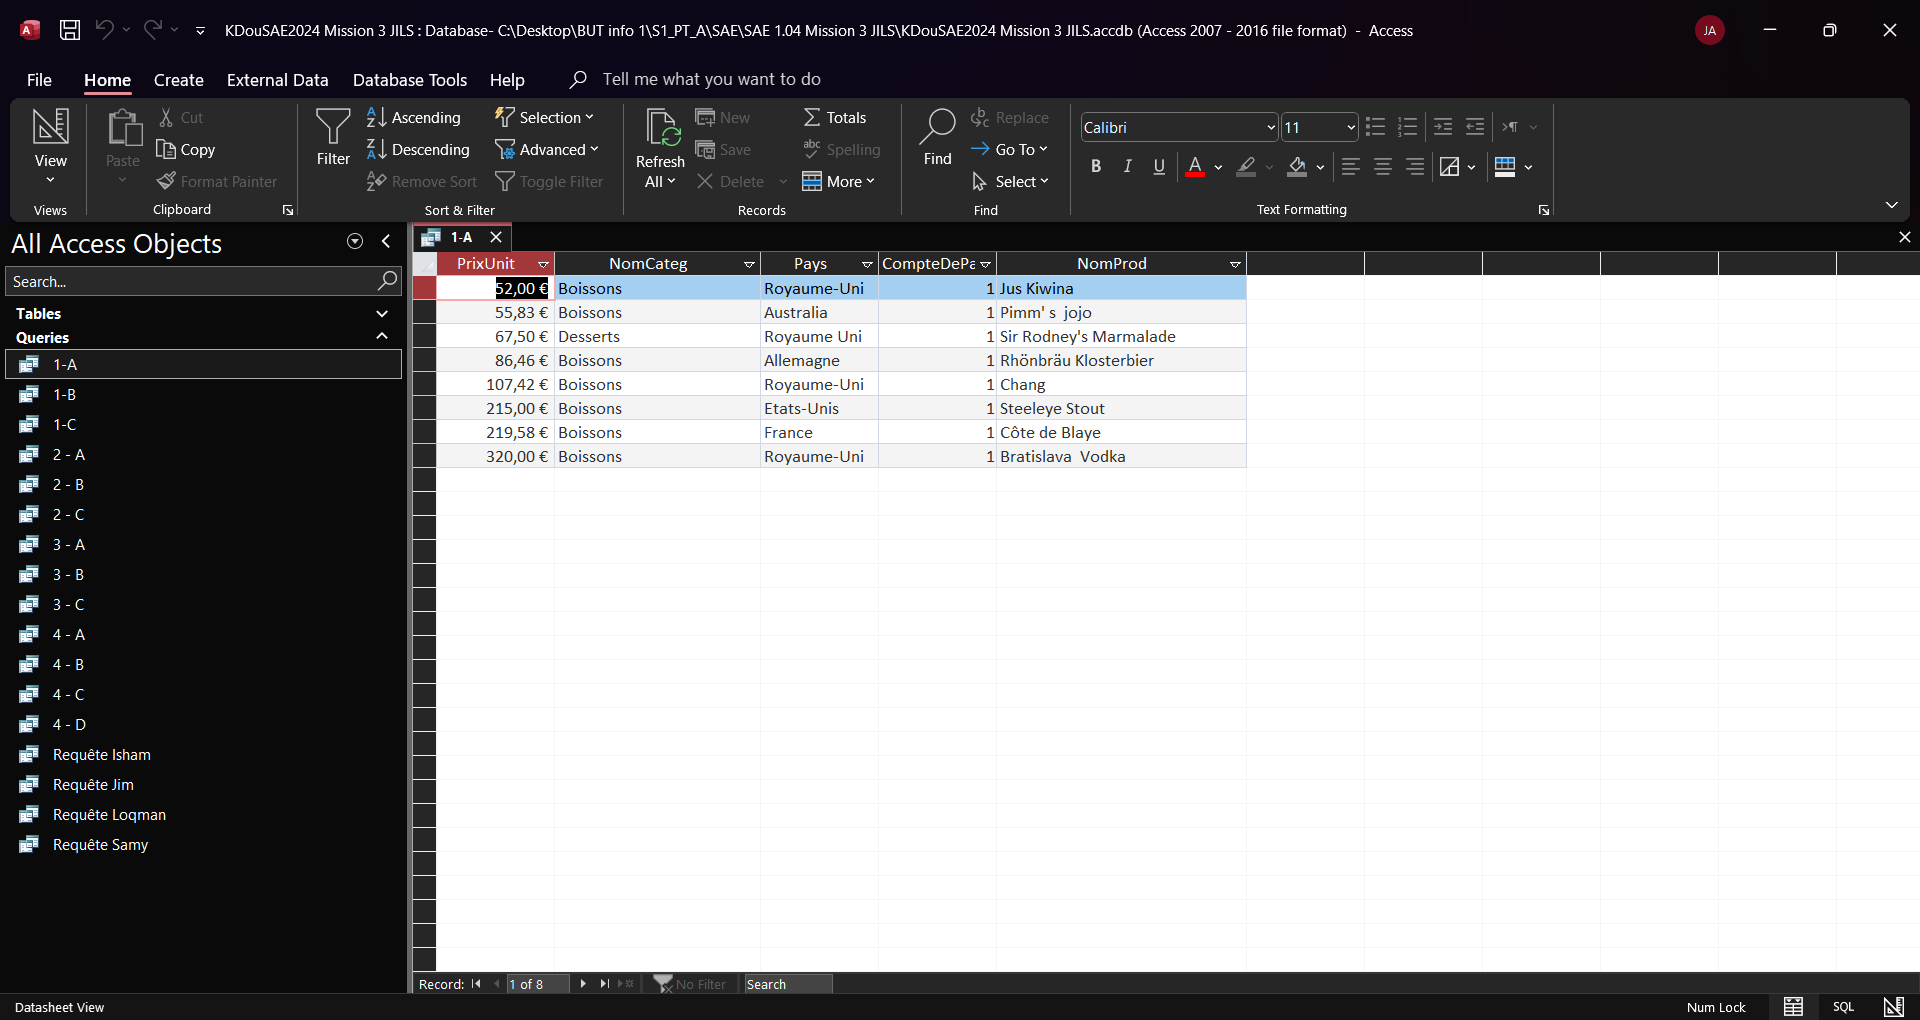 KDouSAE2024 Mission 3 JILS : Database- C:\Desktop\BUT info 1\S1_PT_A\SAE\SAE 1.04 Mission 3 JILS\KDouSAE2024 Mission 3 JILS.accdb (Access 2007 - 2016 file format) - Access
JA
File Home Create External Data Database Tools Help Tell me what you want to do
View
Views
Paste
Cut
Copy
Format Painter
Clipboard
Filter
Ascending
Descending
Remove Sort
Selection
Advanced
Toggle Filter
Sort & Filter
Refresh
All
New
Save
Delete
Totals
Spelling
More
Records
Find
Replace
Go To
Select
Find
Calibri 11
B I U A
Text Formatting
All Access Objects
Search...
Tables
Queries
1-A
1-B
1-C
2 - A
2 - B
2 - C
3 - A
3 - B
3 - C
4 - A
4 - B
4 - C
4 - D
Requête Isham
Requête Jim
Requête Loqman
Requête Samy
1-A
PrixUnit NomCateg Pays CompteDePa NomProd
52,00 € Boissons Royaume-Uni 1 Jus Kiwina
55,83 € Boissons Australia 1 Pimm' s jojo
67,50 € Desserts Royaume Uni 1 Sir Rodney's Marmalade
86,46 € Boissons Allemagne 1 Rhönbräu Klosterbier
107,42 € Boissons Royaume-Uni 1 Chang
215,00 € Boissons Etats-Unis 1 Steeleye Stout
219,58 € Boissons France 1 Côte de Blaye
320,00 € Boissons Royaume-Uni 1 Bratislava Vodka
Record: 1 of 8 No Filter Search
Datasheet View Num Lock SQL